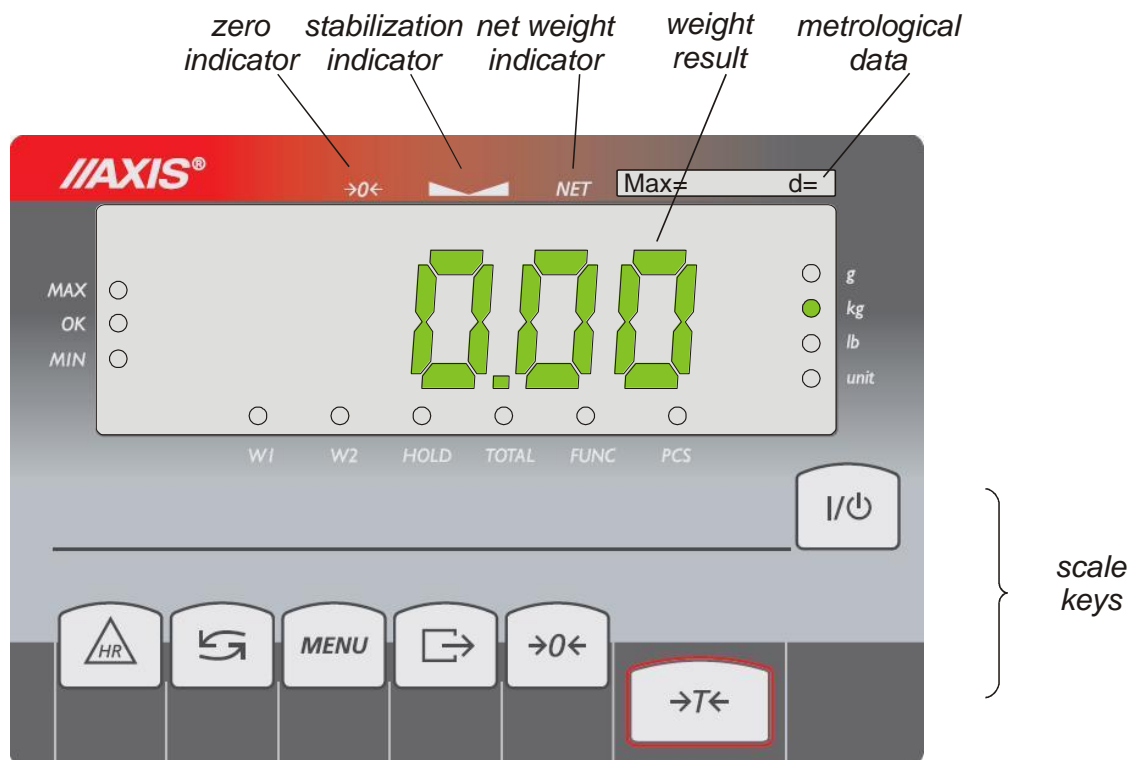 zero indicator
stabilization indicator
net weight indicator
weight result
metrological data
//AXIS®
→0←
NET
Max= d=
0.00
MAX
OK
MIN
g
kg
lb
unit
W1 W2 HOLD TOTAL FUNC PCS
I/⏻
scale keys
HR
MENU
→0←
→T←